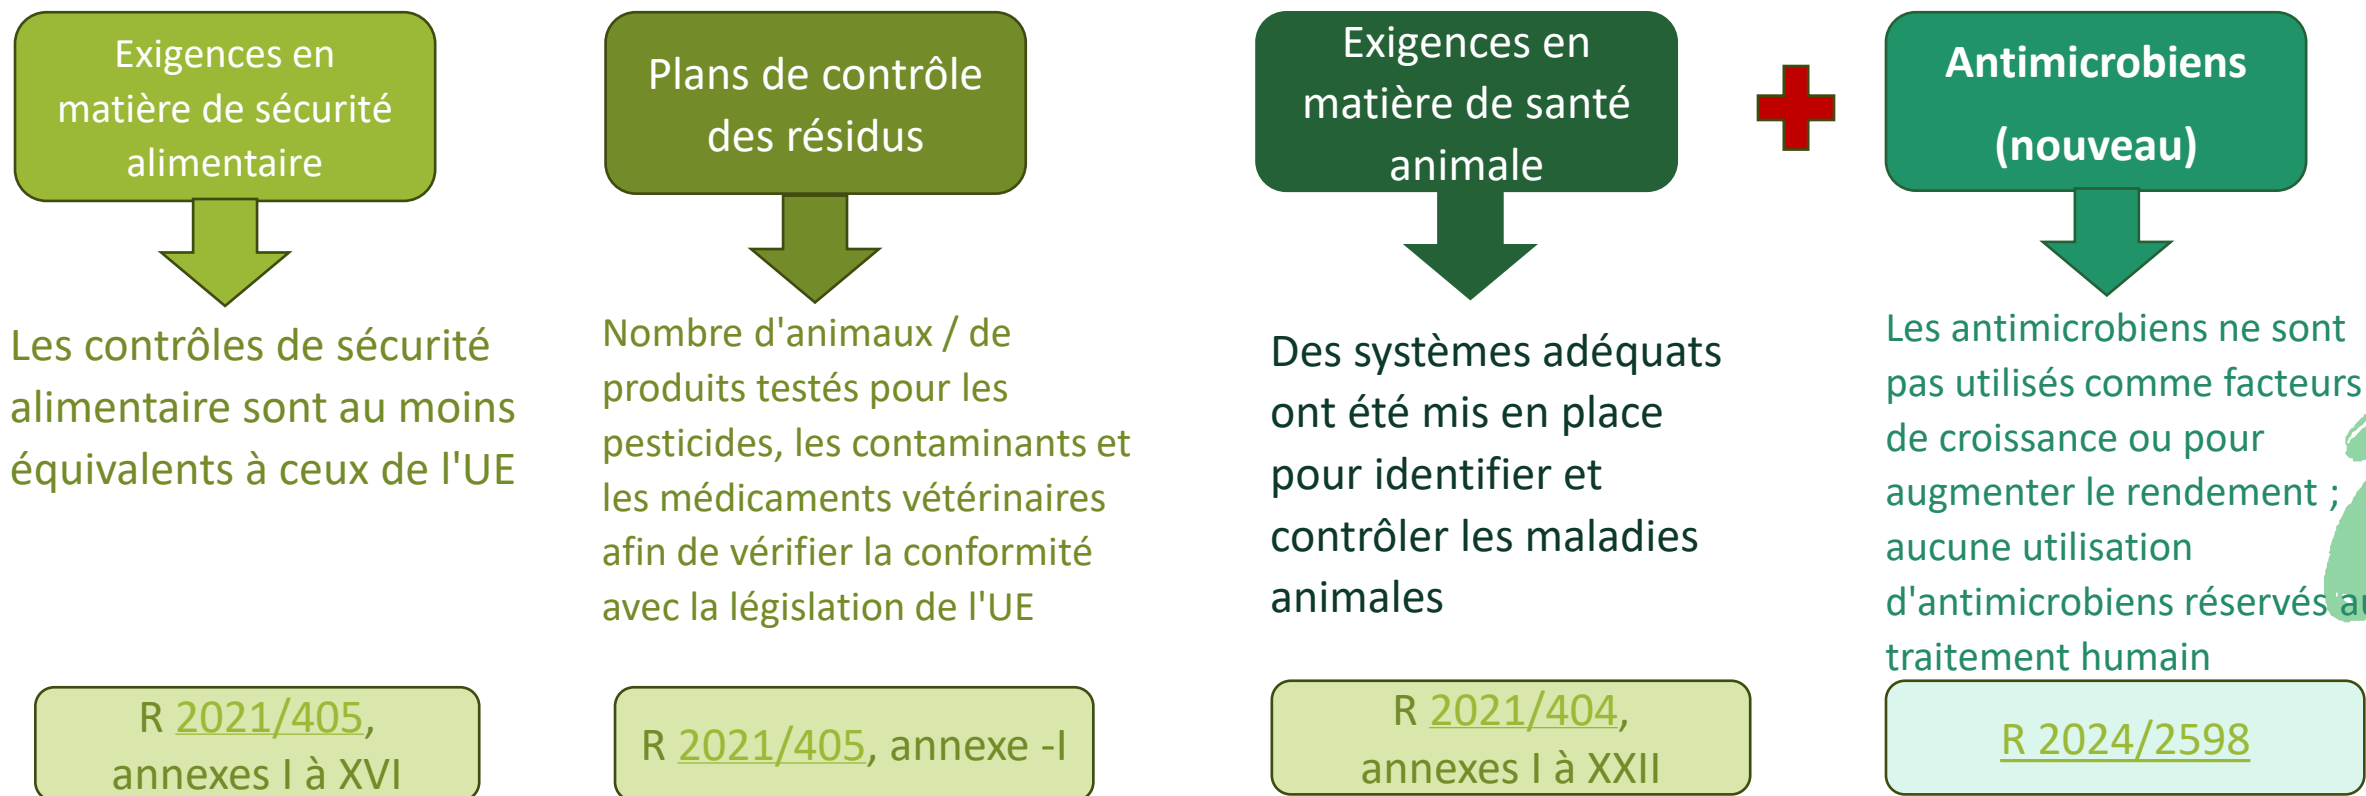 Exigences en
matière de sécurité
alimentaire
Les contrôles de sécurité
alimentaire sont au moins
équivalents à ceux de l'UE
R 2021/405,
annexes I à XVI
Plans de contrôle
des résidus
Nombre d'animaux / de
produits testés pour les
pesticides, les contaminants et
les médicaments vétérinaires
afin de vérifier la conformité
avec la législation de l'UE
R 2021/405, annexe -I
Exigences en
matière de santé
animale
Des systèmes adéquats
ont été mis en place
pour identifier et
contrôler les maladies
animales
R 2021/404,
annexes I à XXII
Antimicrobiens
(nouveau)
Les antimicrobiens ne sont
pas utilisés comme facteurs
de croissance ou pour
augmenter le rendement ;
aucune utilisation
d'antimicrobiens réservés au
traitement humain
R 2024/2598